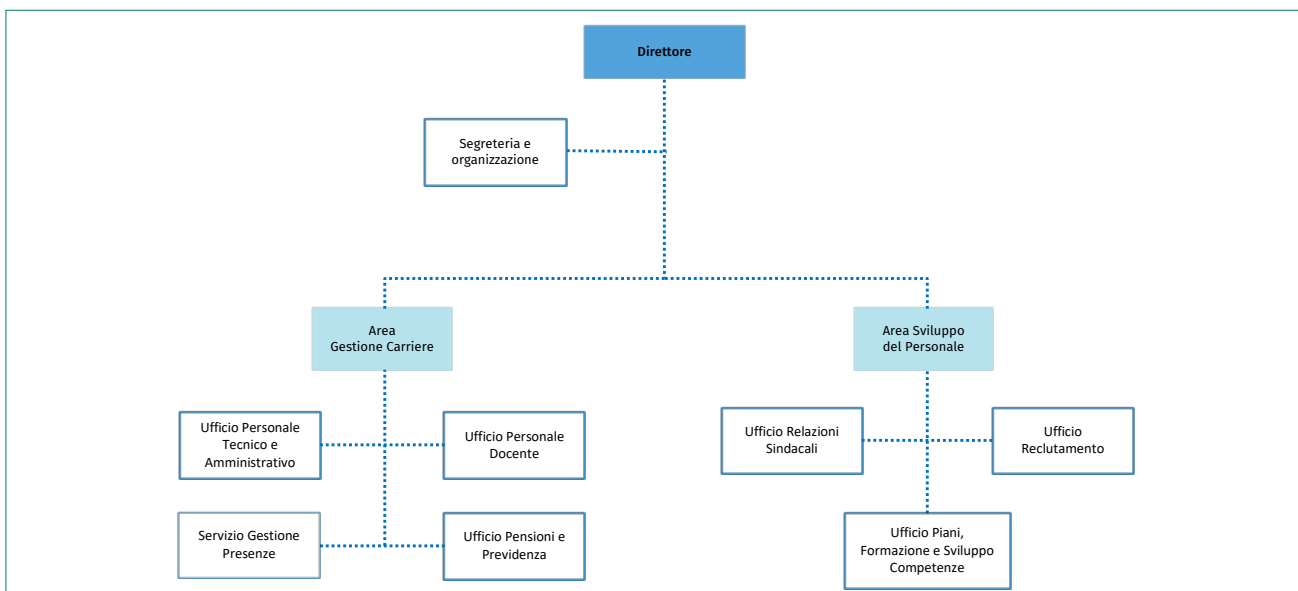 Direttore
Segreteria e
organizzazione
Area
Gestione Carriere
Area Sviluppo
del Personale
Ufficio Personale
Tecnico e
Amministrativo
Ufficio Personale
Docente
Ufficio Relazioni
Sindacali
Ufficio
Reclutamento
Servizio Gestione
Presenze
Ufficio Pensioni e
Previdenza
Ufficio Piani,
Formazione e Sviluppo
Competenze